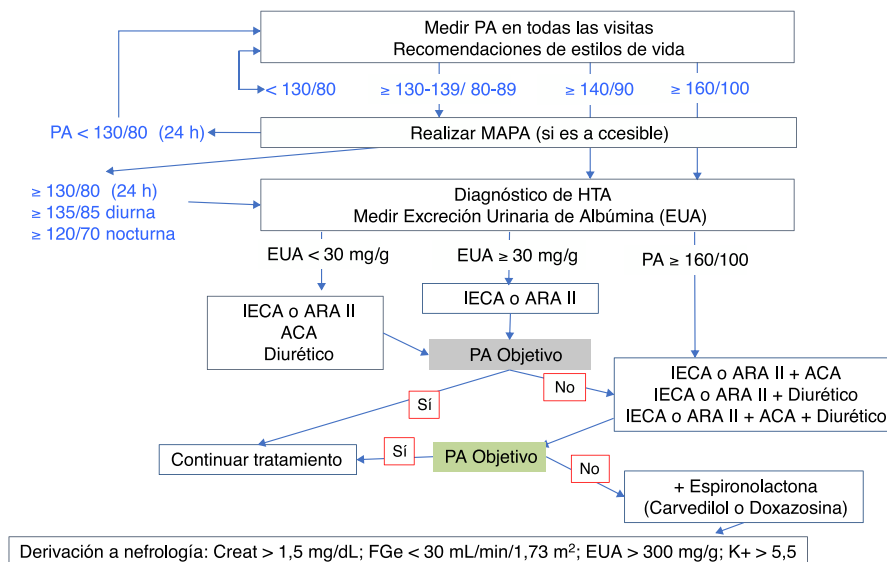 Medir PA en todas las visitas
Recomendaciones de estilos de vida
< 130/80
≥ 130-139/ 80-89
≥ 140/90
≥ 160/100
PA < 130/80 (24 h)
Realizar MAPA (si es a ccesible)
≥ 130/80 (24 h)
≥ 135/85 diurna
≥ 120/70 nocturna
Diagnóstico de HTA
Medir Excreción Urinaria de Albúmina (EUA)
EUA < 30 mg/g
EUA ≥ 30 mg/g
PA ≥ 160/100
IECA o ARA II
ACA
Diurético
IECA o ARA II
PA Objetivo
IECA o ARA II + ACA
IECA o ARA II + Diurético
IECA o ARA II + ACA + Diurético
Sí
No
Continuar tratamiento
Sí
PA Objetivo
No
+ Espironolactona
(Carvedilol o Doxazosina)
Derivación a nefrología: Creat > 1,5 mg/dL; FGe < 30 mL/min/1,73 m²; EUA > 300 mg/g; K+ > 5,5